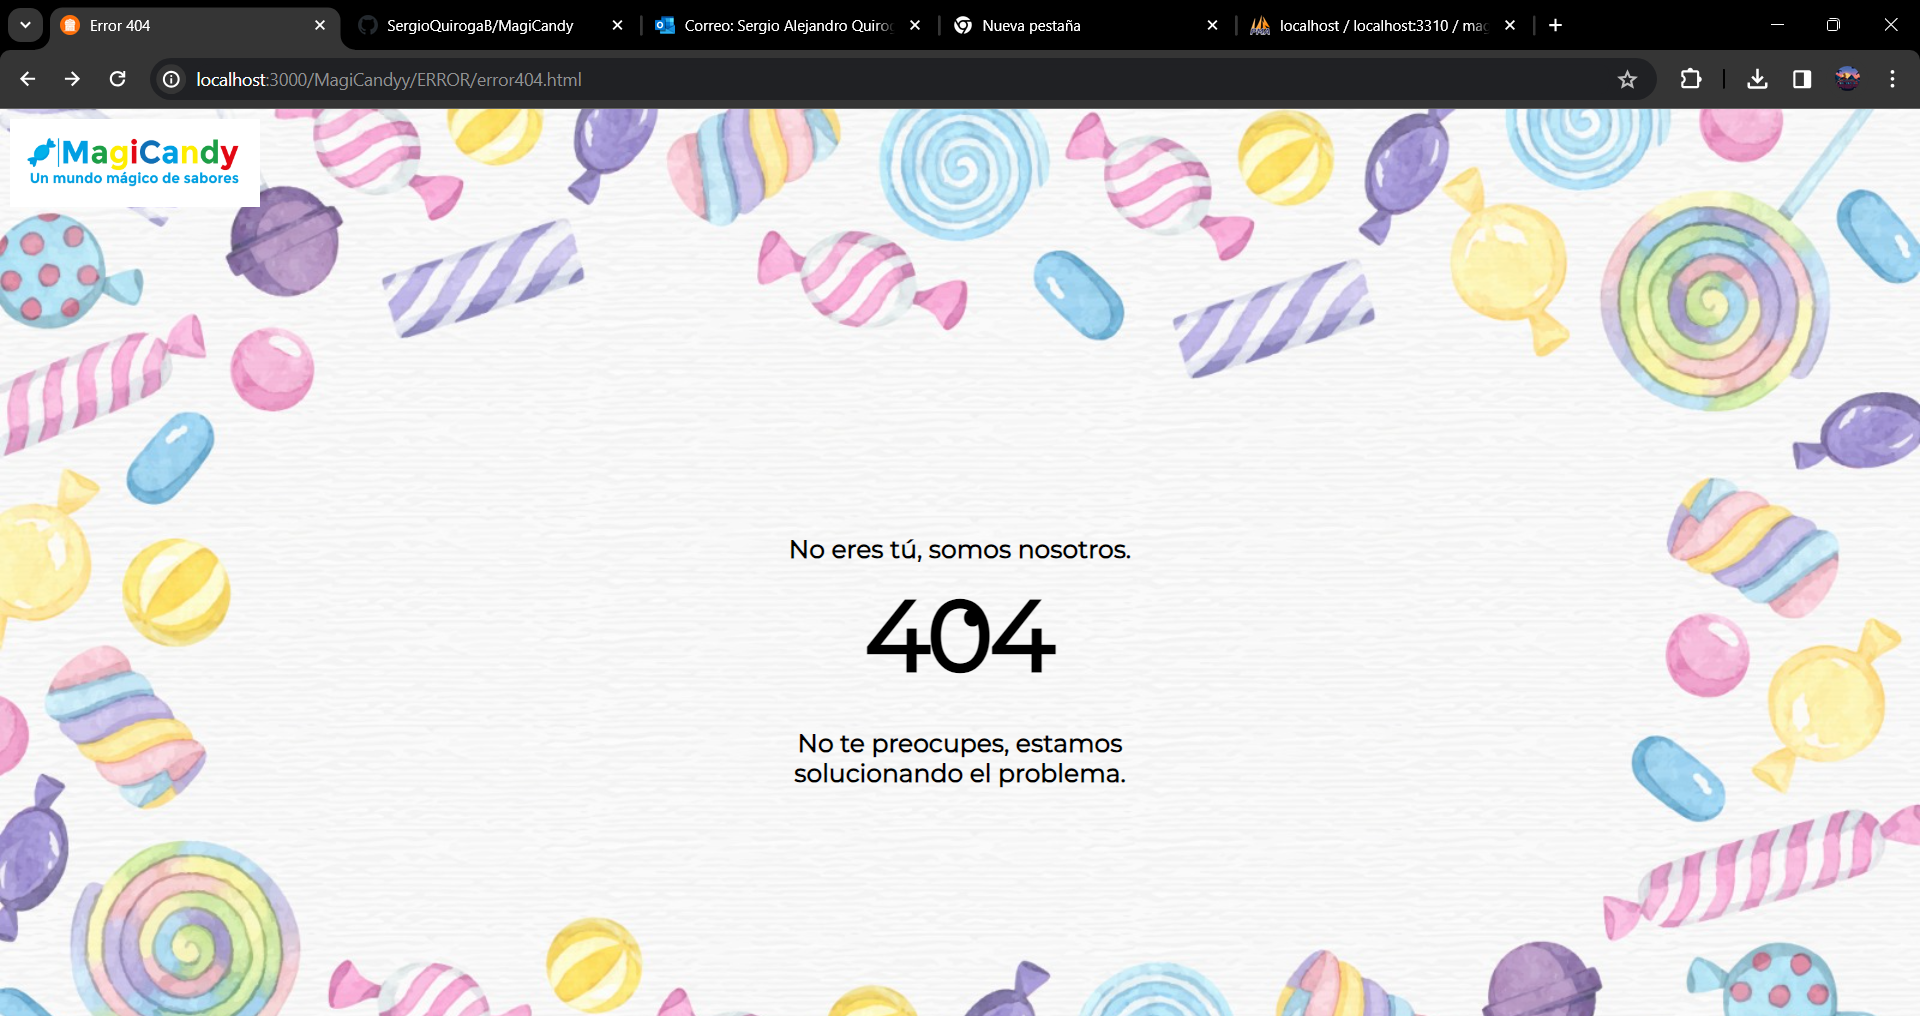 Error 404
SergioQuirogaB/MagiCandy
Correo: Sergio Alejandro Quirog
Nueva pestaña
localhost / localhost:3310 / mag
localhost:3000/MagiCandyy/ERROR/error404.html
MagiCandy
Un mundo mágico de sabores
No eres tú, somos nosotros.
404
No te preocupes, estamos
solucionando el problema.